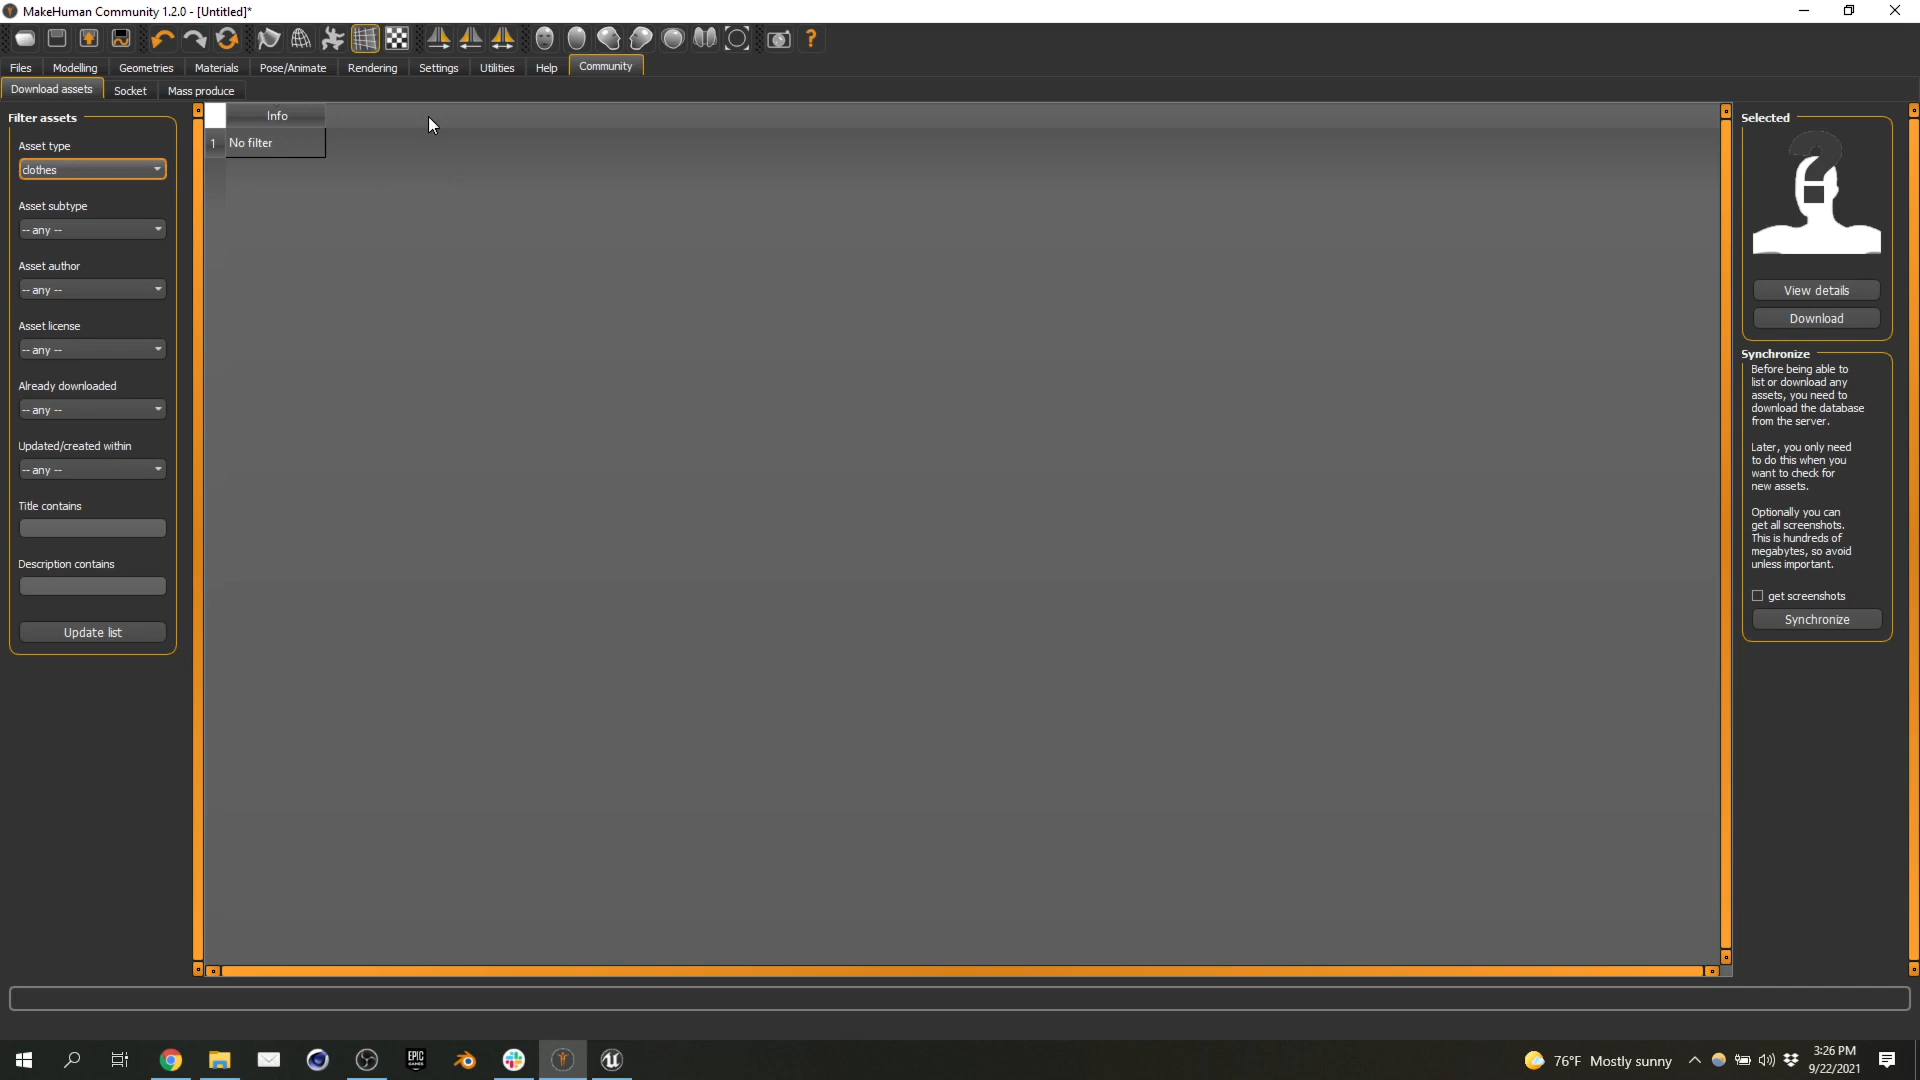 MakeHuman Community 1.2.0 - [Untitled]*
Files
Modelling
Geometries
Materials
Pose/Animate
Rendering
Settings
Utilities
Help
Community
Download assets
Socket
Mass produce
Filter assets
Asset type
clothes
Asset subtype
-- any --
Asset author
-- any --
Asset license
-- any --
Already downloaded
-- any --
Updated/created within
-- any --
Title contains
Description contains
Update list
Info
1 No filter
Selected
View details
Download
Synchronize
Before being able to
list or download any
assets, you need to
download the database
from the server.
Later, you only need
to do this when you
want to check for
new assets.
Optionally you can
get all screenshots.
This is hundreds of
megabytes, so avoid
unless important.
get screenshots
Synchronize
EPIC
GAMES
76°F Mostly sunny
3:26 PM
9/22/2021